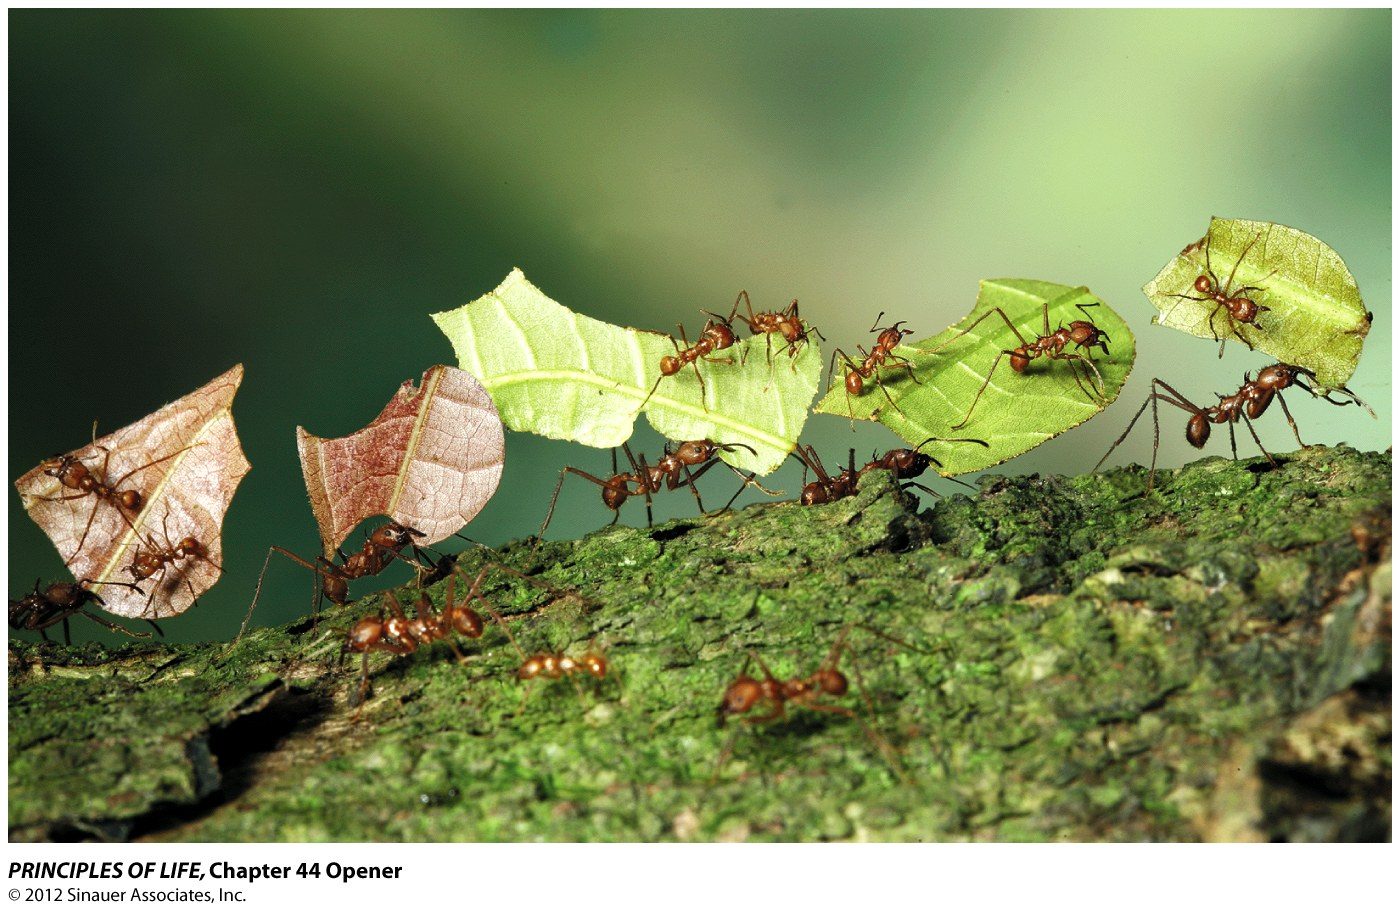 PRINCIPLES OF LIFE, Chapter 44 Opener
© 2012 Sinauer Associates, Inc.